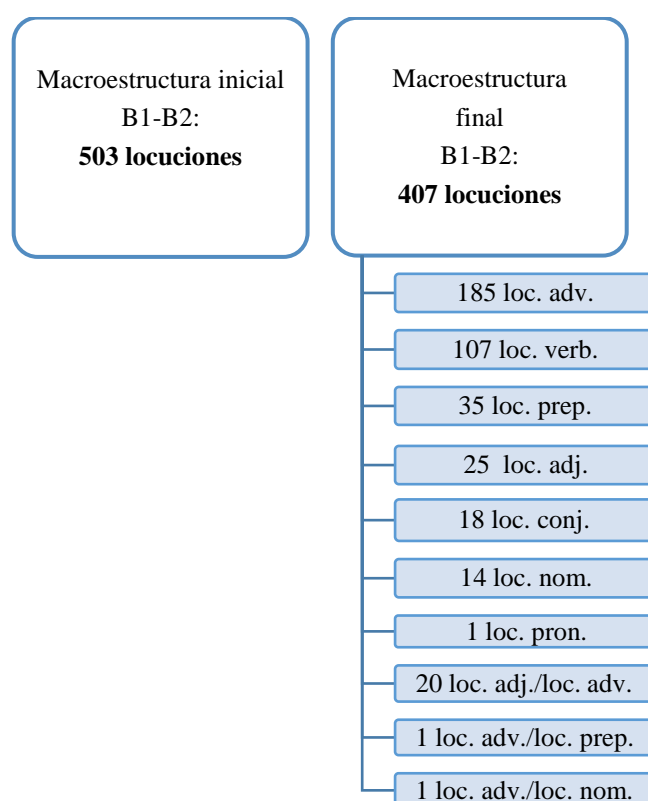 Macroestructura inicial
B1-B2:
503 locuciones
Macroestructura
final
B1-B2:
407 locuciones
185 loc. adv.
107 loc. verb.
35 loc. prep.
25 loc. adj.
18 loc. conj.
14 loc. nom.
1 loc. pron.
20 loc. adj./loc. adv.
1 loc. adv./loc. prep.
1 loc. adv./loc. nom.